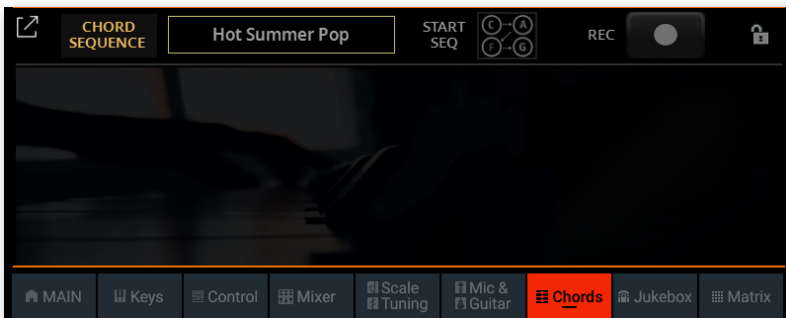 CHORD
SEQUENCE
Hot Summer Pop
START
SEQ
C
A
F
G
REC
MAIN
Keys
Control
Mixer
Scale
Tuning
Mic &
Guitar
Chords
Jukebox
Matrix